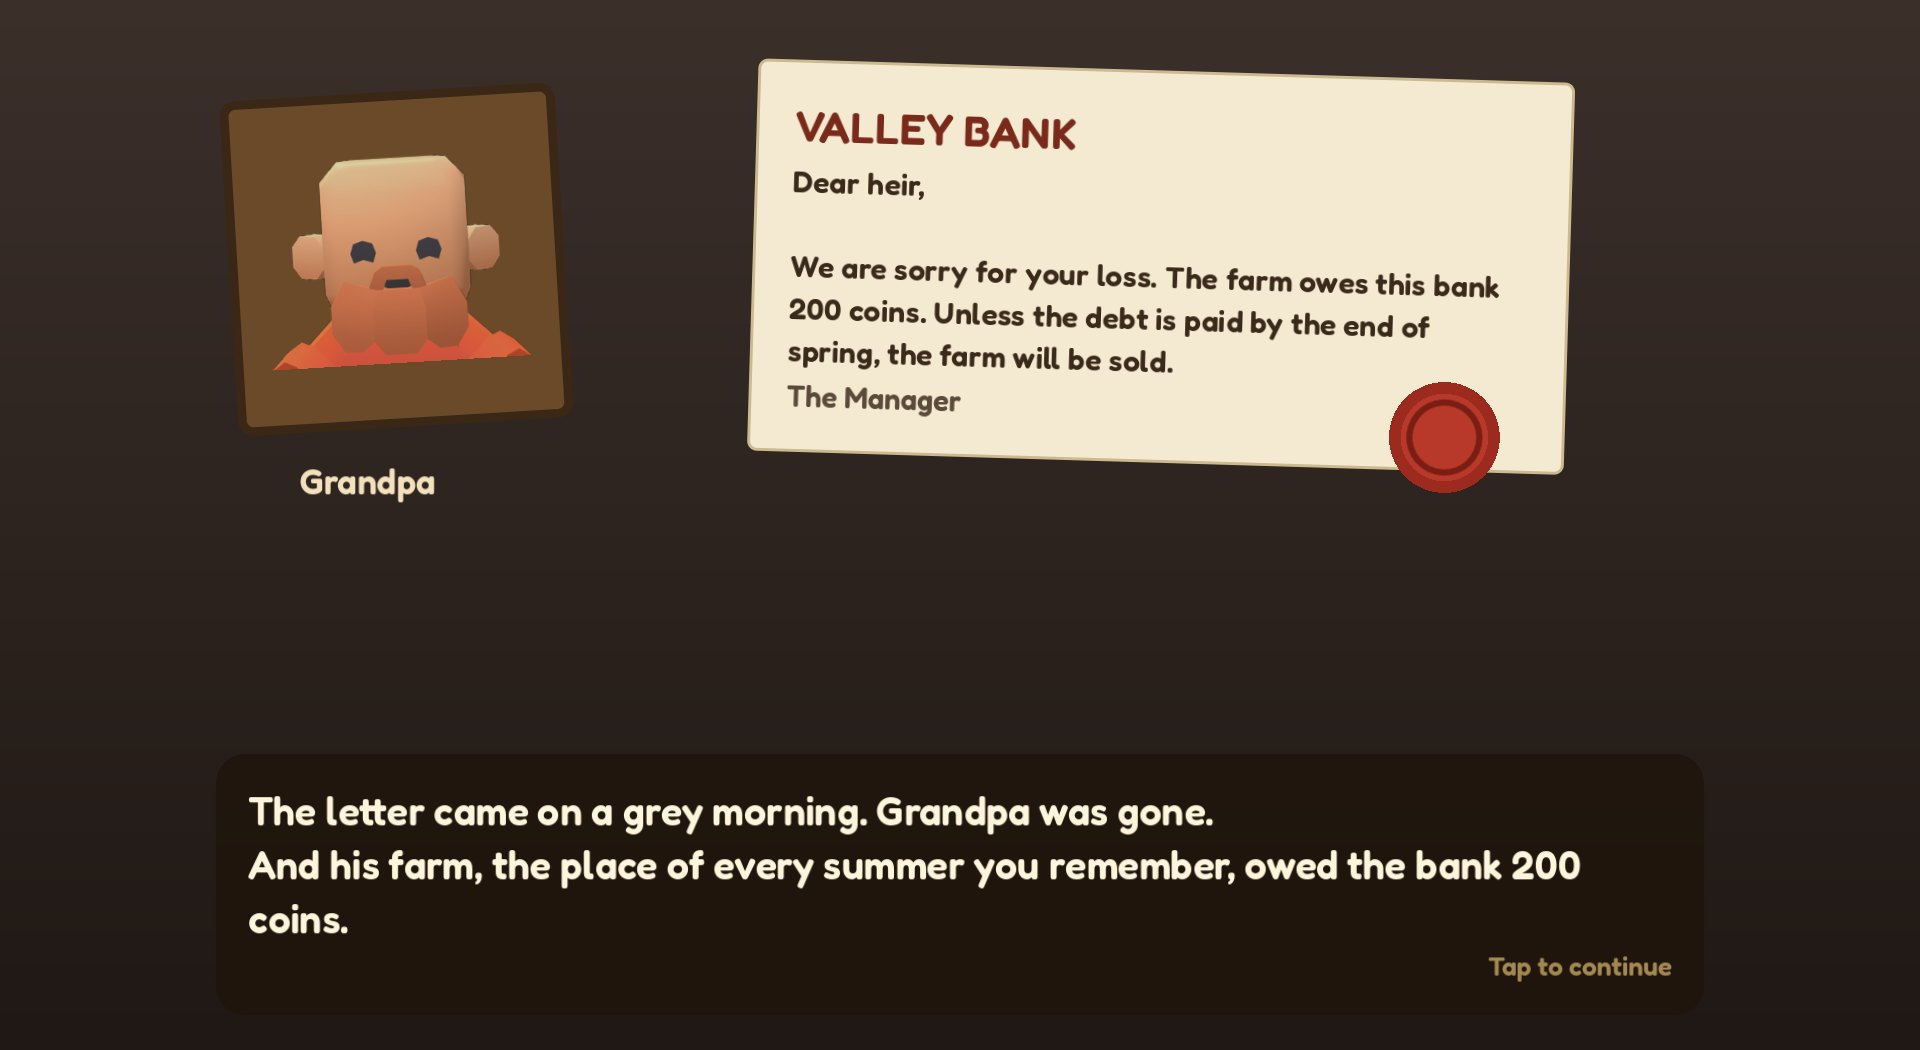 VALLEY BANK
Dear heir,
We are sorry for your loss. The farm owes this bank
200 coins. Unless the debt is paid by the end of
spring, the farm will be sold.
The Manager
Grandpa
The letter came on a grey morning. Grandpa was gone.
And his farm, the place of every summer you remember, owed the bank 200
coins.
Tap to continue